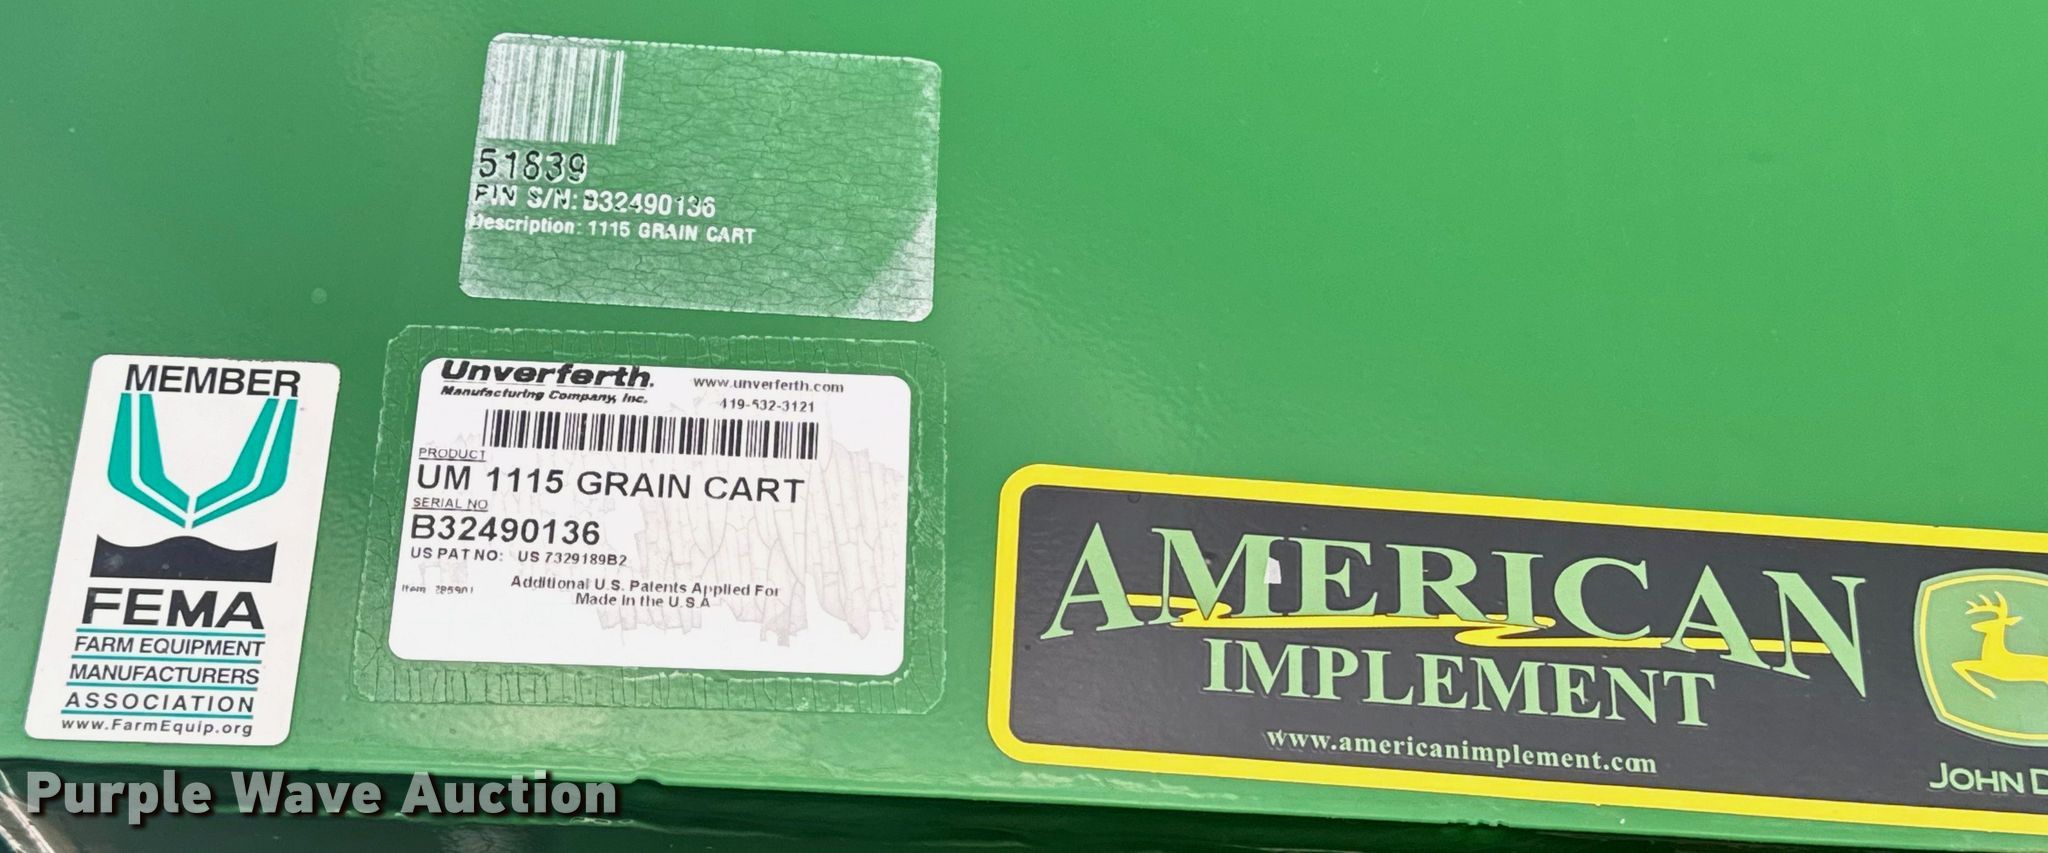 51839
PIN S/N: B32490136
Description: 1115 GRAIN CART
MEMBER
FEMA
FARM EQUIPMENT
MANUFACTURERS
ASSOCIATION
www.FarmEquip.org
Unverferth.
Manufacturing Company, Inc.
www.unverferth.com
419-532-3121
PRODUCT
UM 1115 GRAIN CART
SERIAL NO
B32490136
US PAT NO: US 7329189B2
Item
Additional U.S. Patents Applied For
Made In the U.S.A
AMERICAN
IMPLEMENT
www.americanimplement.com
JOHN D
Purple Wave Auction